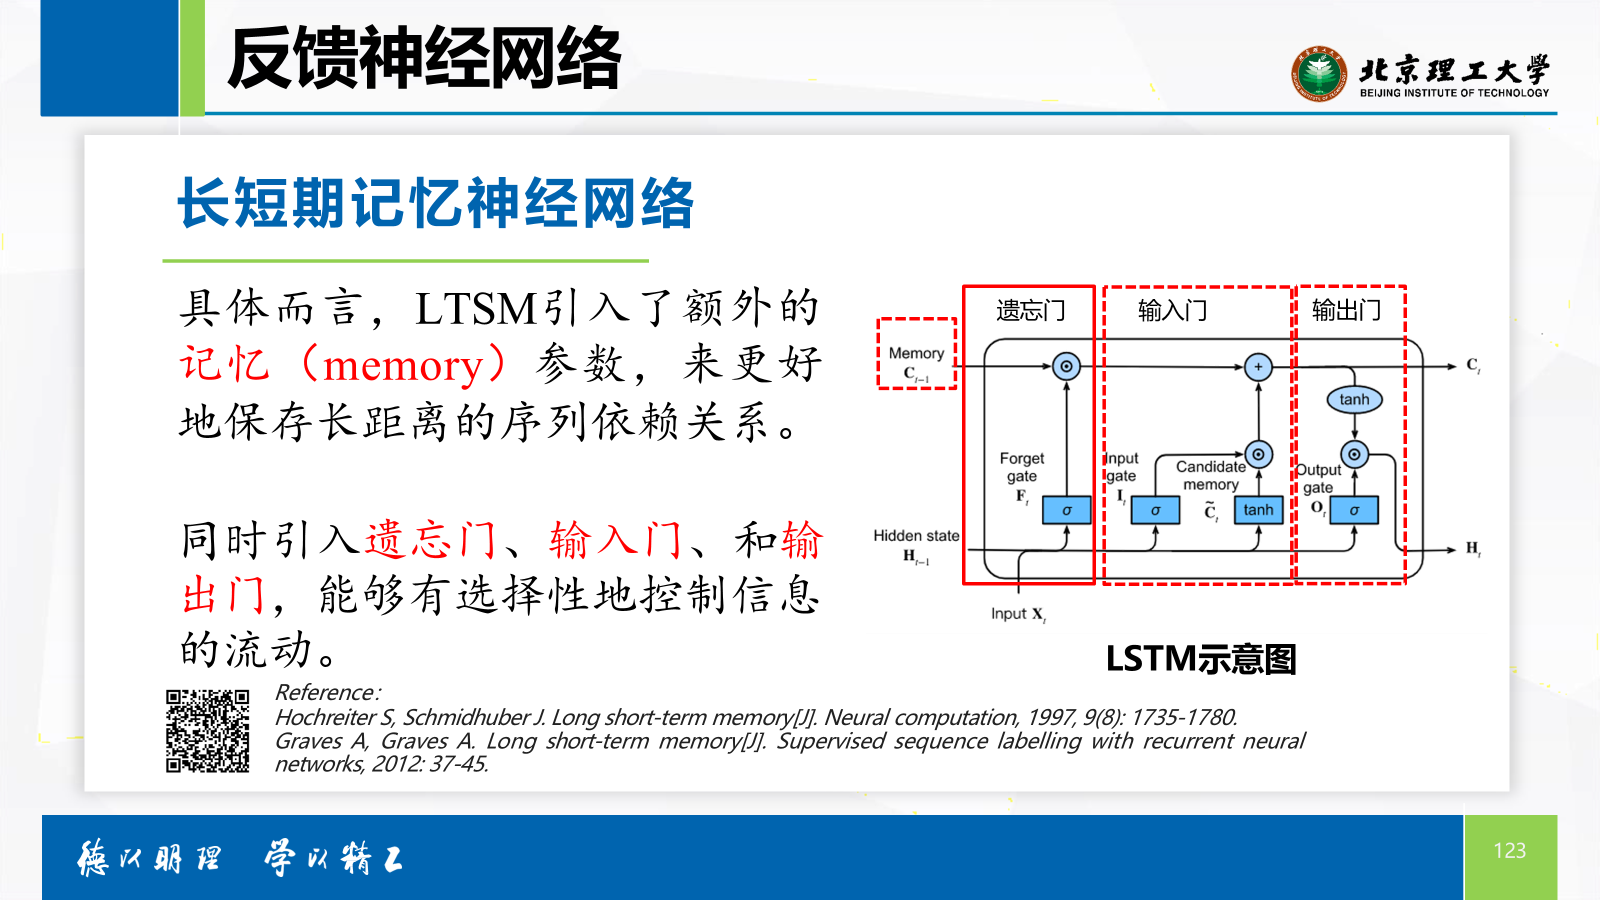 反馈神经网络
北京理工大学
BEIJING INSTITUTE OF TECHNOLOGY
长短期记忆神经网络
具体而言，LTSM引入了额外的
记忆（memory）参数，来更好
地保存长距离的序列依赖关系。
同时引入遗忘门、输入门、和输
出门，能够有选择性地控制信息
的流动。
遗忘门
输入门
输出门
Memory
C_{t-1}
C_t
tanh
Forget
gate
F_t
σ
Input
gate
I_t
σ
Candidate
memory
C̃_t
tanh
Output
gate
O_t
σ
Hidden state
H_{t-1}
H_t
Input X_t
LSTM示意图
Reference：
Hochreiter S, Schmidhuber J. Long short-term memory[J]. Neural computation, 1997, 9(8): 1735-1780.
Graves A, Graves A. Long short-term memory[J]. Supervised sequence labelling with recurrent neural
networks, 2012: 37-45.
德以明理 学以精工
123